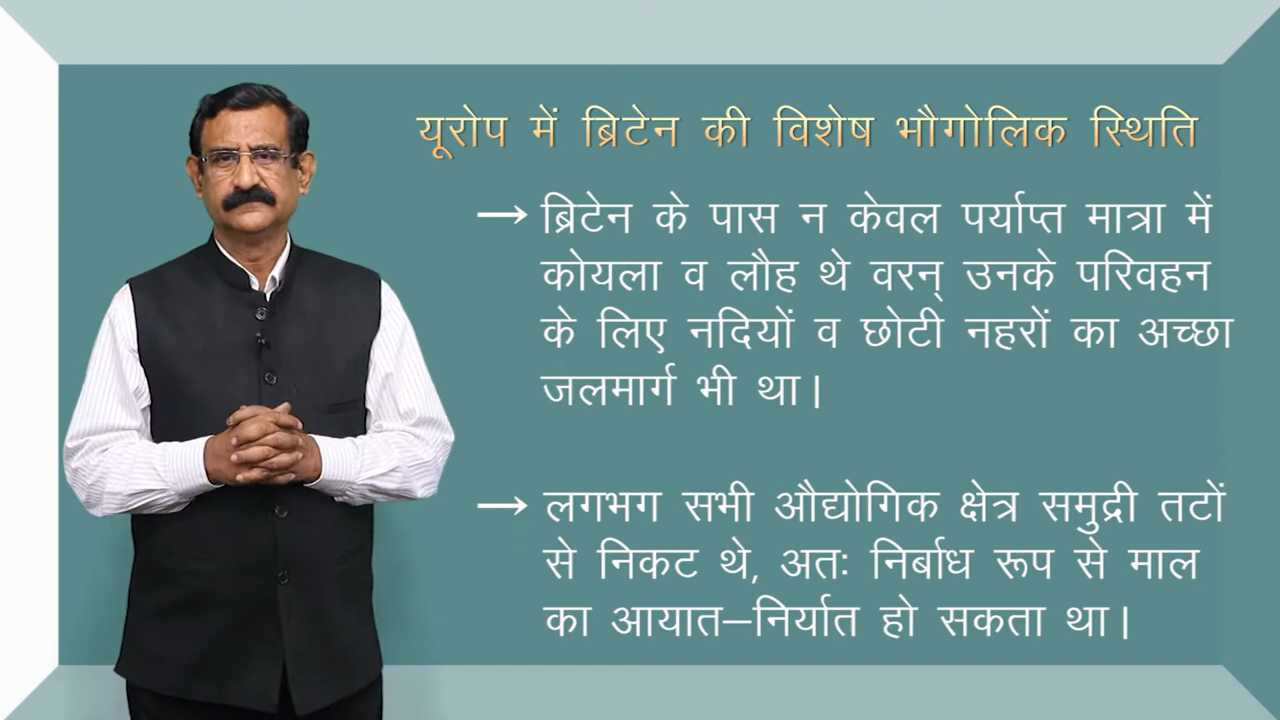 यूरोप में ब्रिटेन की विशेष भौगोलिक स्थिति
→ ब्रिटेन के पास न केवल पर्याप्त मात्रा में
कोयला व लौह थे वरन् उनके परिवहन
के लिए नदियों व छोटी नहरों का अच्छा
जलमार्ग भी था।
→ लगभग सभी औद्योगिक क्षेत्र समुद्री तटों
से निकट थे, अतः निर्बाध रूप से माल
का आयात–निर्यात हो सकता था।